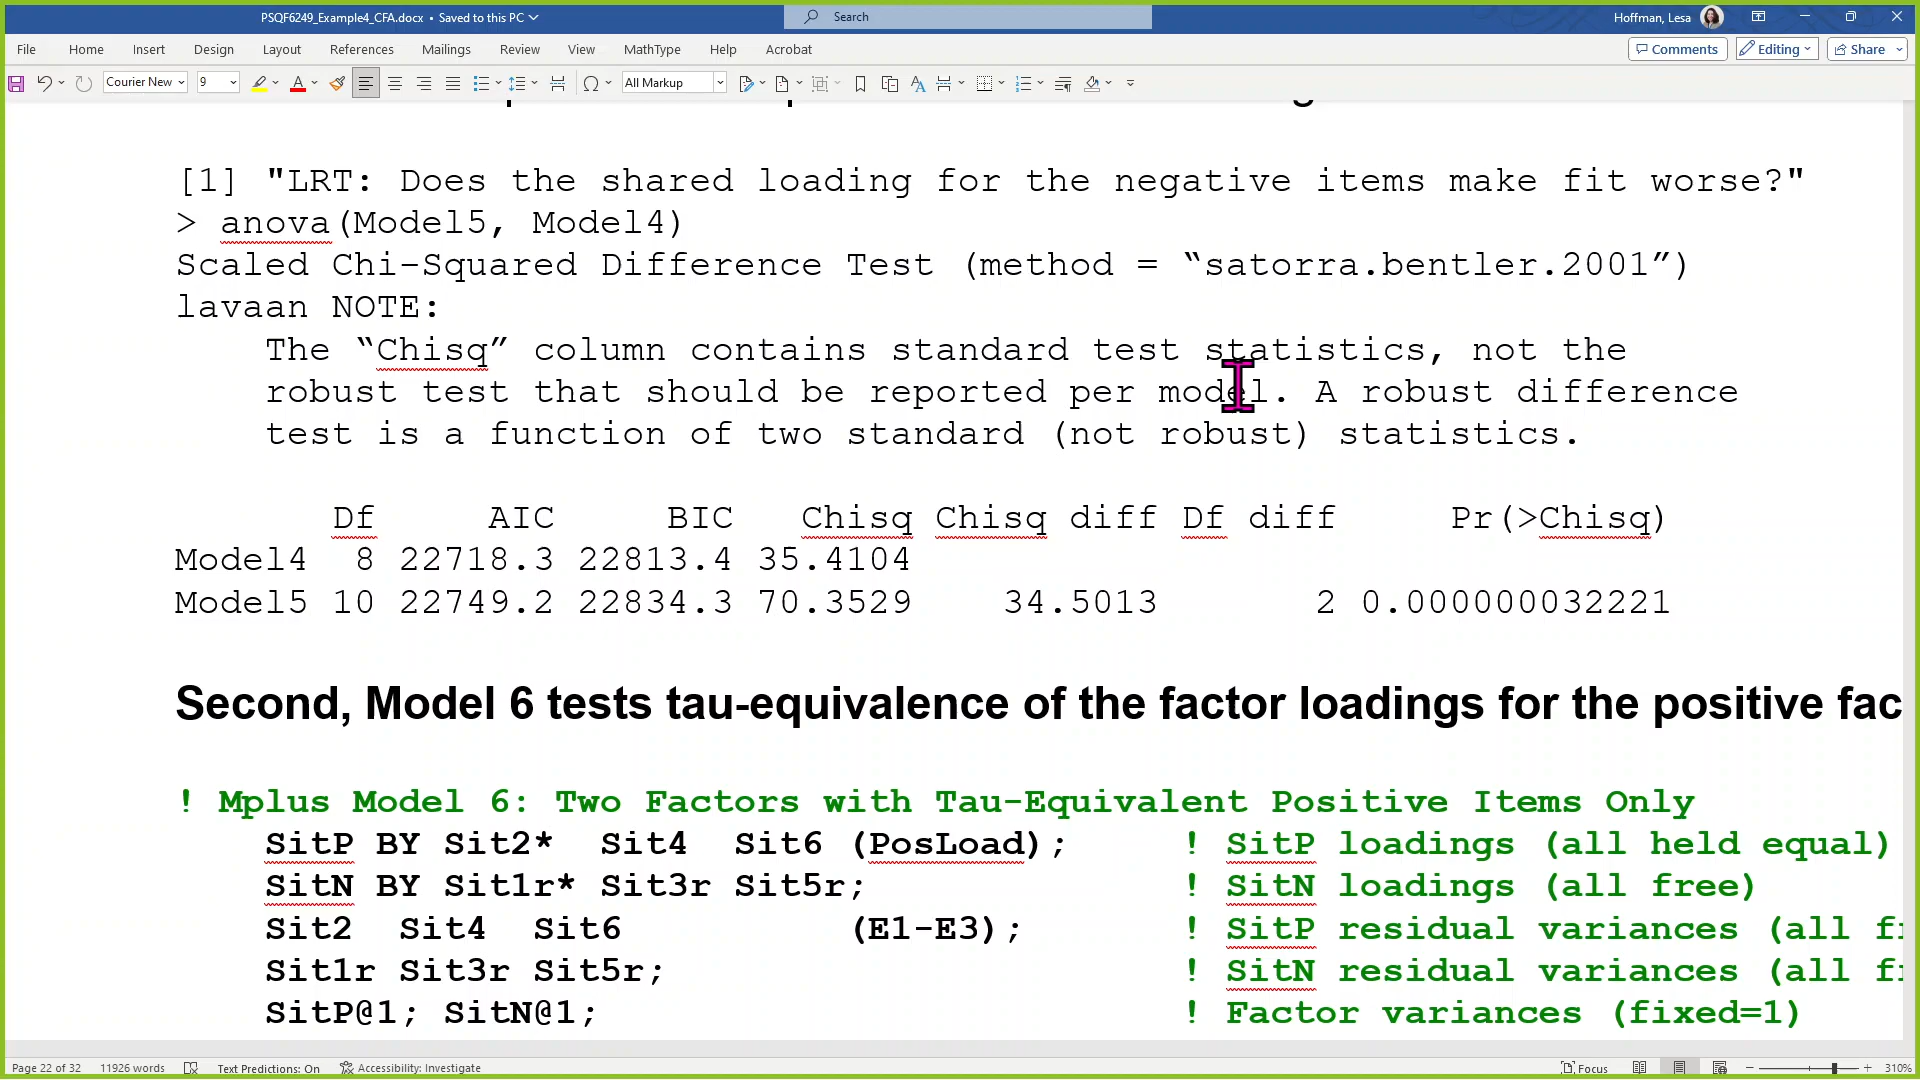 PSQF6249_Example4_CFA.docx • Saved to this PC
Search
Hoffman, Lesa
File Home Insert Design Layout References Mailings Review View MathType Help Acrobat
Comments Editing Share
Courier New 9 All Markup
[1] "LRT: Does the shared loading for the negative items make fit worse?"
> anova(Model5, Model4)
Scaled Chi-Squared Difference Test (method = “satorra.bentler.2001”)
lavaan NOTE:
The “Chisq” column contains standard test statistics, not the
robust test that should be reported per model. A robust difference
test is a function of two standard (not robust) statistics.
Df AIC BIC Chisq Chisq diff Df diff Pr(>Chisq)
Model4 8 22718.3 22813.4 35.4104
Model5 10 22749.2 22834.3 70.3529 34.5013 2 0.000000032221
Second, Model 6 tests tau-equivalence of the factor loadings for the positive fac
! Mplus Model 6: Two Factors with Tau-Equivalent Positive Items Only
SitP BY Sit2* Sit4 Sit6 (PosLoad); ! SitP loadings (all held equal)
SitN BY Sit1r* Sit3r Sit5r; ! SitN loadings (all free)
Sit2 Sit4 Sit6 (E1-E3); ! SitP residual variances (all f
Sit1r Sit3r Sit5r; ! SitN residual variances (all f
SitP@1; SitN@1; ! Factor variances (fixed=1)
Page 22 of 32 11926 words Text Predictions: On Accessibility: Investigate Focus 310%